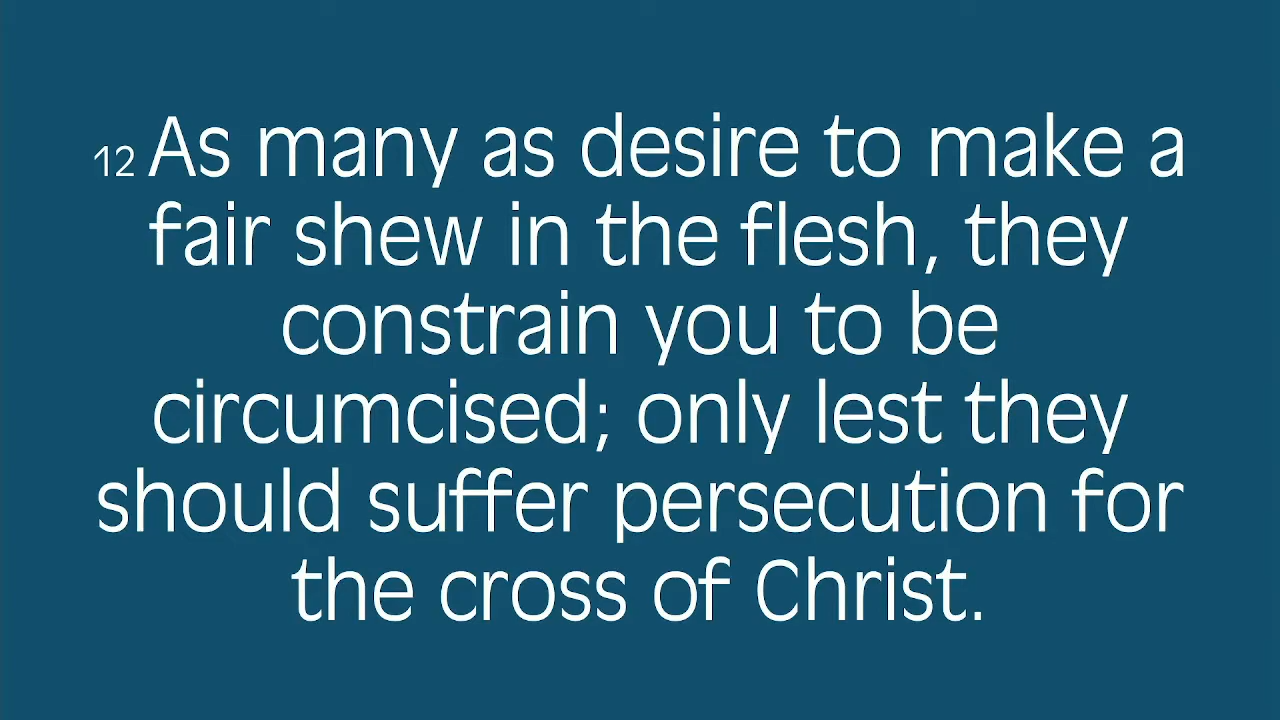 12 As many as desire to make a
fair shew in the flesh, they
constrain you to be
circumcised; only lest they
should suffer persecution for
the cross of Christ.